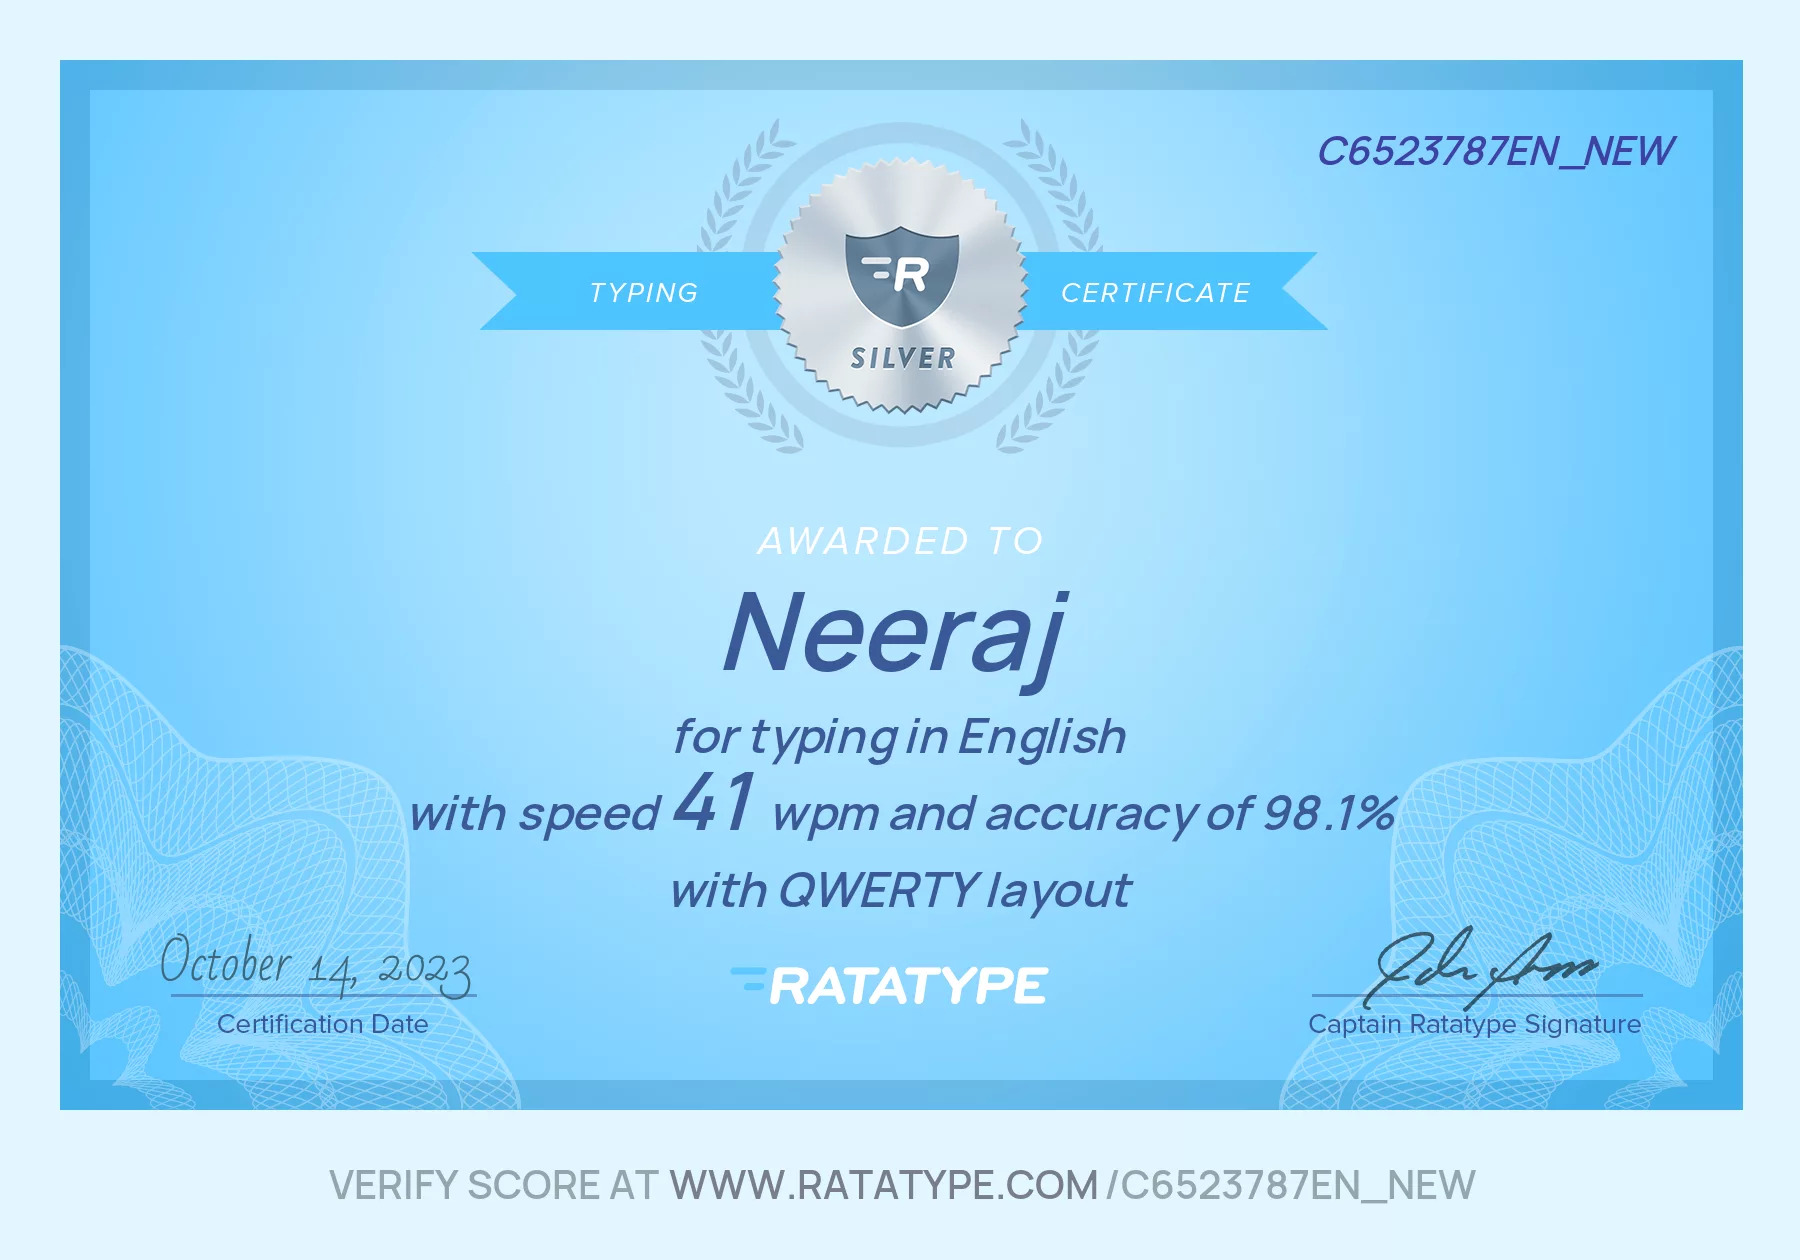 C6523787EN_NEW
TYPING
CERTIFICATE
R
SILVER
AWARDED TO
Neeraj
for typing in English
with speed 41 wpm and accuracy of 98.1%
with QWERTY layout
October 14, 2023
Certification Date
RATATYPE
Captain Ratatype Signature
VERIFY SCORE AT WWW.RATATYPE.COM/C6523787EN_NEW